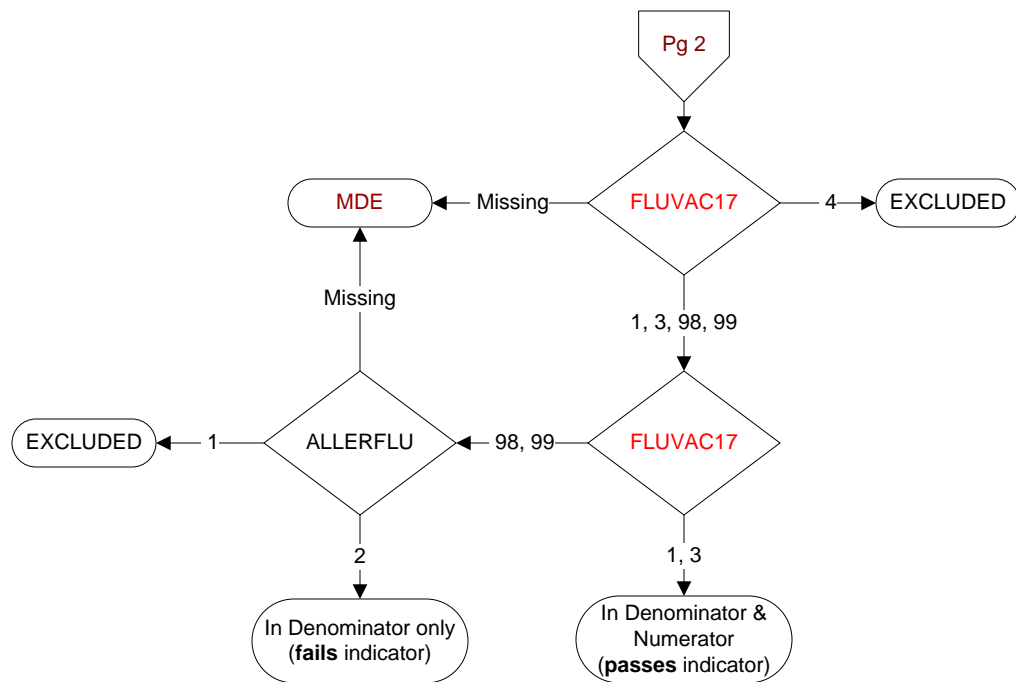 Pg 2
FLUVAC17
Missing
MDE
4
EXCLUDED
Missing
1, 3, 98, 99
FLUVAC17
98, 99
ALLERFLU
1
EXCLUDED
2
1, 3
In Denominator only
(fails indicator)
In Denominator &
Numerator
(passes indicator)